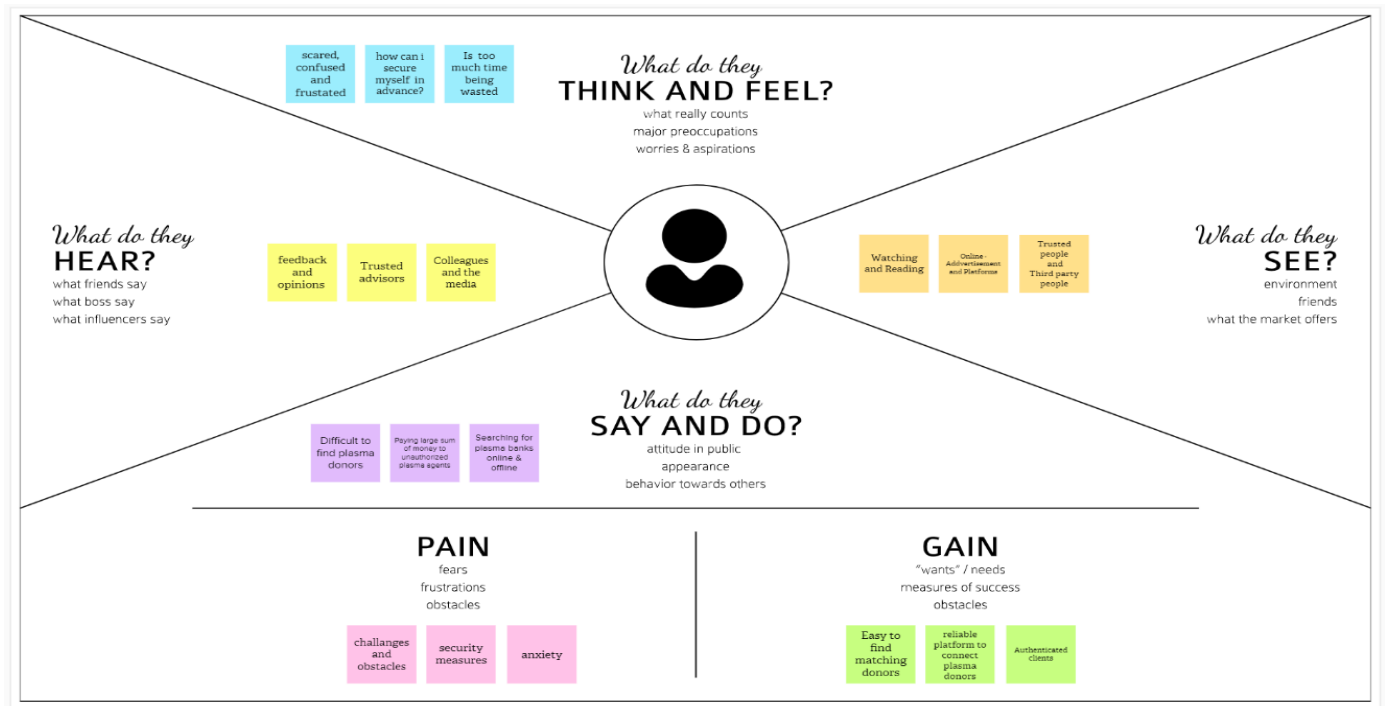 scared,
confused
and
frustated
how can i
secure
myself in
advance?
Is too
much time
being
wasted
What do they
THINK AND FEEL?
what really counts
major preoccupations
worries & aspirations
What do they
HEAR?
what friends say
what boss say
what influencers say
feedback
and
opinions
Trusted
advisors
Colleagues
and the
media
Watching
and Reading
Online -
Addvertisement
and Platforms
Trusted
people
and
Third party
people
What do they
SEE?
environment
friends
what the market offers
What do they
SAY AND DO?
attitude in public
appearance
behavior towards others
Difficult to
find plasma
donors
Paying large sum
of money to
unauthorized
plasma agents
Searching for
plasma banks
online &
offline
PAIN
fears
frustrations
obstacles
challanges
and
obstacles
security
measures
anxiety
GAIN
"wants" / needs
measures of success
obstacles
Easy to
find
matching
donors
reliable
platform to
connect
plasma
donors
Authenticated
clients